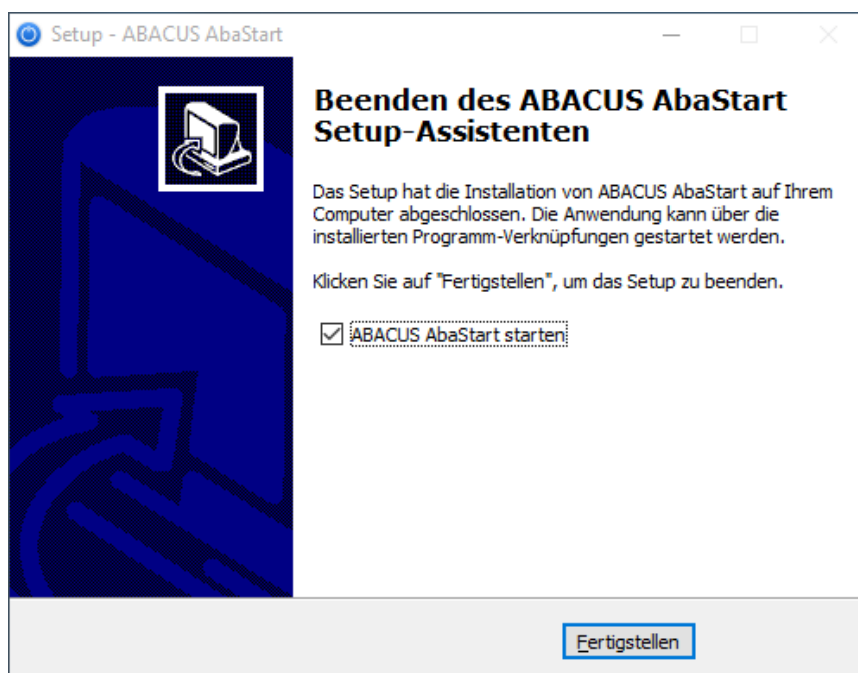 Setup - ABACUS AbaStart
Beenden des ABACUS AbaStart
Setup-Assistenten
Das Setup hat die Installation von ABACUS AbaStart auf Ihrem
Computer abgeschlossen. Die Anwendung kann über die
installierten Programm-Verknüpfungen gestartet werden.
Klicken Sie auf "Fertigstellen", um das Setup zu beenden.
ABACUS AbaStart starten
Fertigstellen